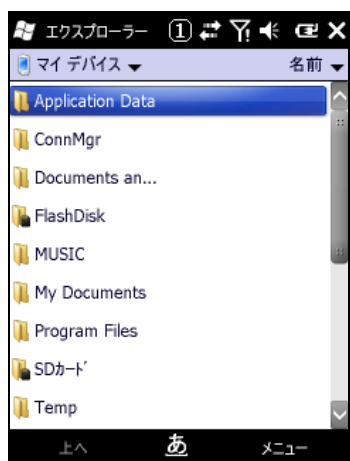 エクスプローラー 1
マイ デバイス 名前
Application Data
ConnMgr
Documents an...
FlashDisk
MUSIC
My Documents
Program Files
SDｶｰﾄﾞ
Temp
上へ あ メニュー